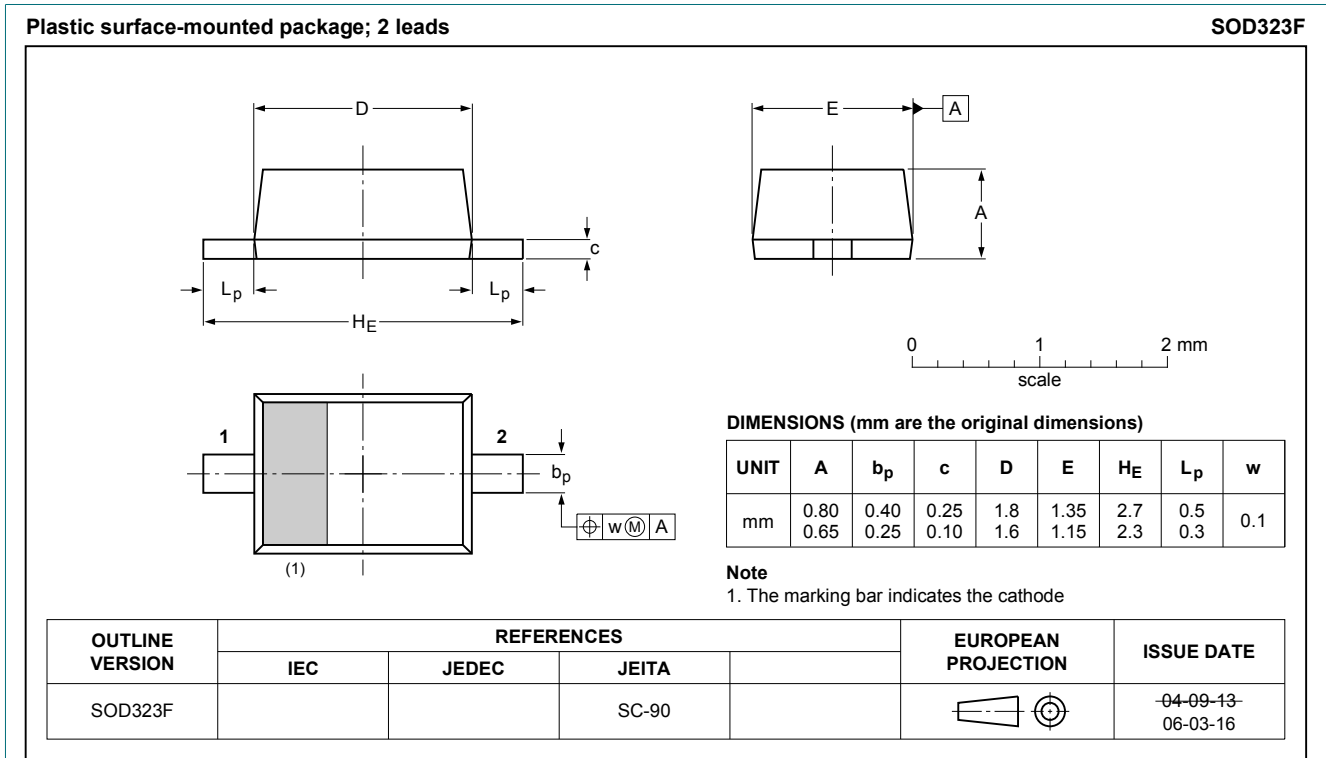 Plastic surface-mounted package; 2 leads SOD323F
D
E
A
A
c
Lp
Lp
HE
0 1 2 mm
scale
1 2
bp
w Ⓜ A
(1)
DIMENSIONS (mm are the original dimensions)
UNIT A bp c D E HE Lp w
mm 0.80 0.40 0.25 1.8 1.35 2.7 0.5 0.1
0.65 0.25 0.10 1.6 1.15 2.3 0.3
Note
1. The marking bar indicates the cathode
OUTLINE VERSION REFERENCES EUROPEAN PROJECTION ISSUE DATE
IEC JEDEC JEITA
SOD323F SC-90 04-09-13
06-03-16